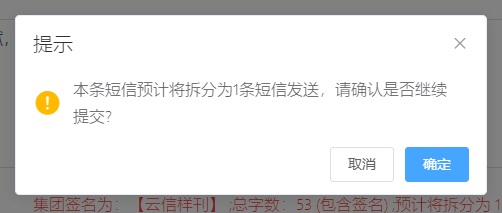 提示
本条短信预计将拆分为1条短信发送，请确认是否继续
提交？
取消
确定
集团签名为：【云信样刊】;总字数：53 (包含签名) ,预计将拆分为